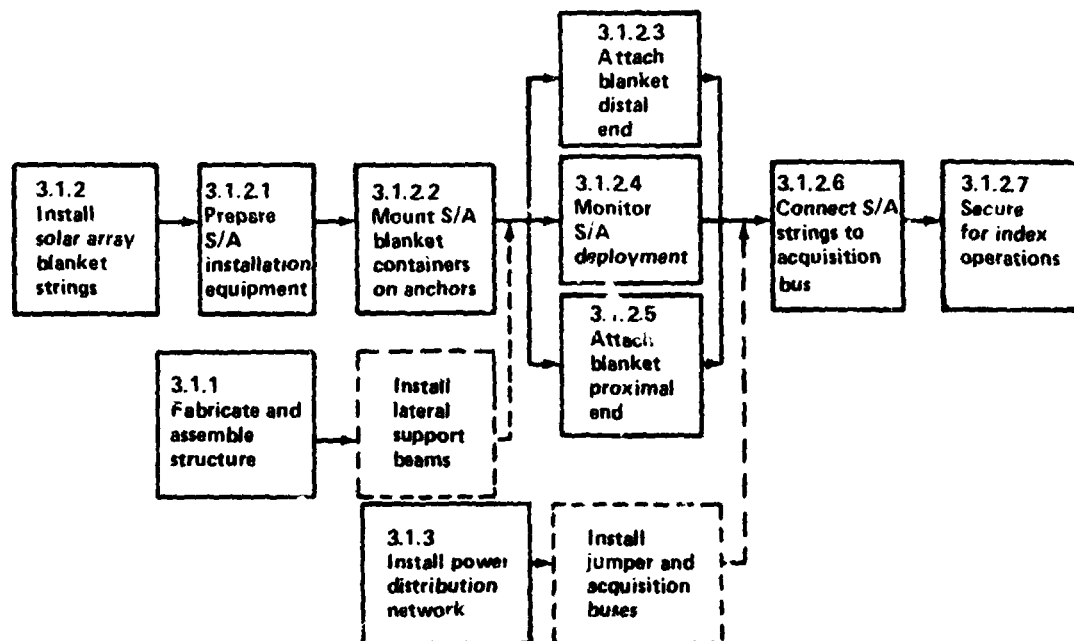 3.1.2
Install
solar array
blanket
strings
3.1.2.1
Prepare
S/A
installation
equipment
3.1.2.2
Mount S/A
blanket
containers
on anchors
3.1.2.3
Attach
blanket
distal
end
3.1.2.4
Monitor
S/A
deployment
3.1.2.5
Attach
blanket
proximal
end
3.1.2.6
Connect S/A
strings to
acquisition
bus
3.1.2.7
Secure
for index
operations
3.1.1
Fabricate and
assemble
structure
Install
lateral
support
beams
3.1.3
Install power
distribution
network
Install
jumper and
acquisition
buses